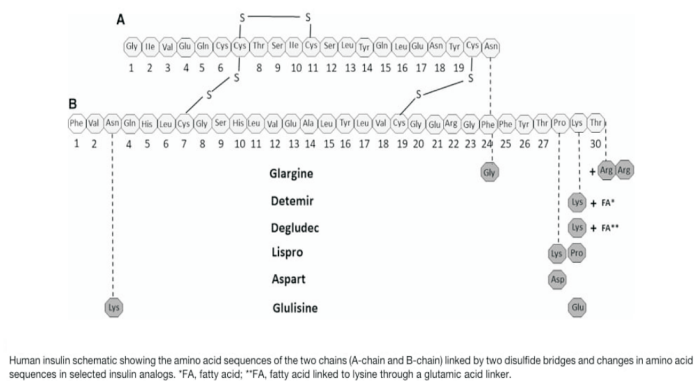 A
S S
Gly Ile Val Glu Gln Cys Cys Thr Ser Ile Cys Ser Leu Tyr Gln Leu Glu Asn Tyr Cys Asn
1 2 3 4 5 6 8 9 10 11 12 13 14 15 16 17 18 19
S S
S S
B
Phe Val Asn Gln His Leu Cys Gly Ser His Leu Val Glu Ala Leu Tyr Leu Val Cys Gly Glu Arg Gly Phe Phe Tyr Thr Pro Lys Thr
1 2 4 5 6 7 8 9 10 11 12 13 14 15 16 17 18 19 20 21 22 23 24 25 26 27 30
Glargine Gly + Arg Arg
Detemir Lys + FA*
Degludec Lys + FA**
Lispro Lys Pro
Aspart Asp
Glulisine Lys Glu
Human insulin schematic showing the amino acid sequences of the two chains (A-chain and B-chain) linked by two disulfide bridges and changes in amino acid
sequences in selected insulin analogs. *FA, fatty acid; **FA, fatty acid linked to lysine through a glutamic acid linker.